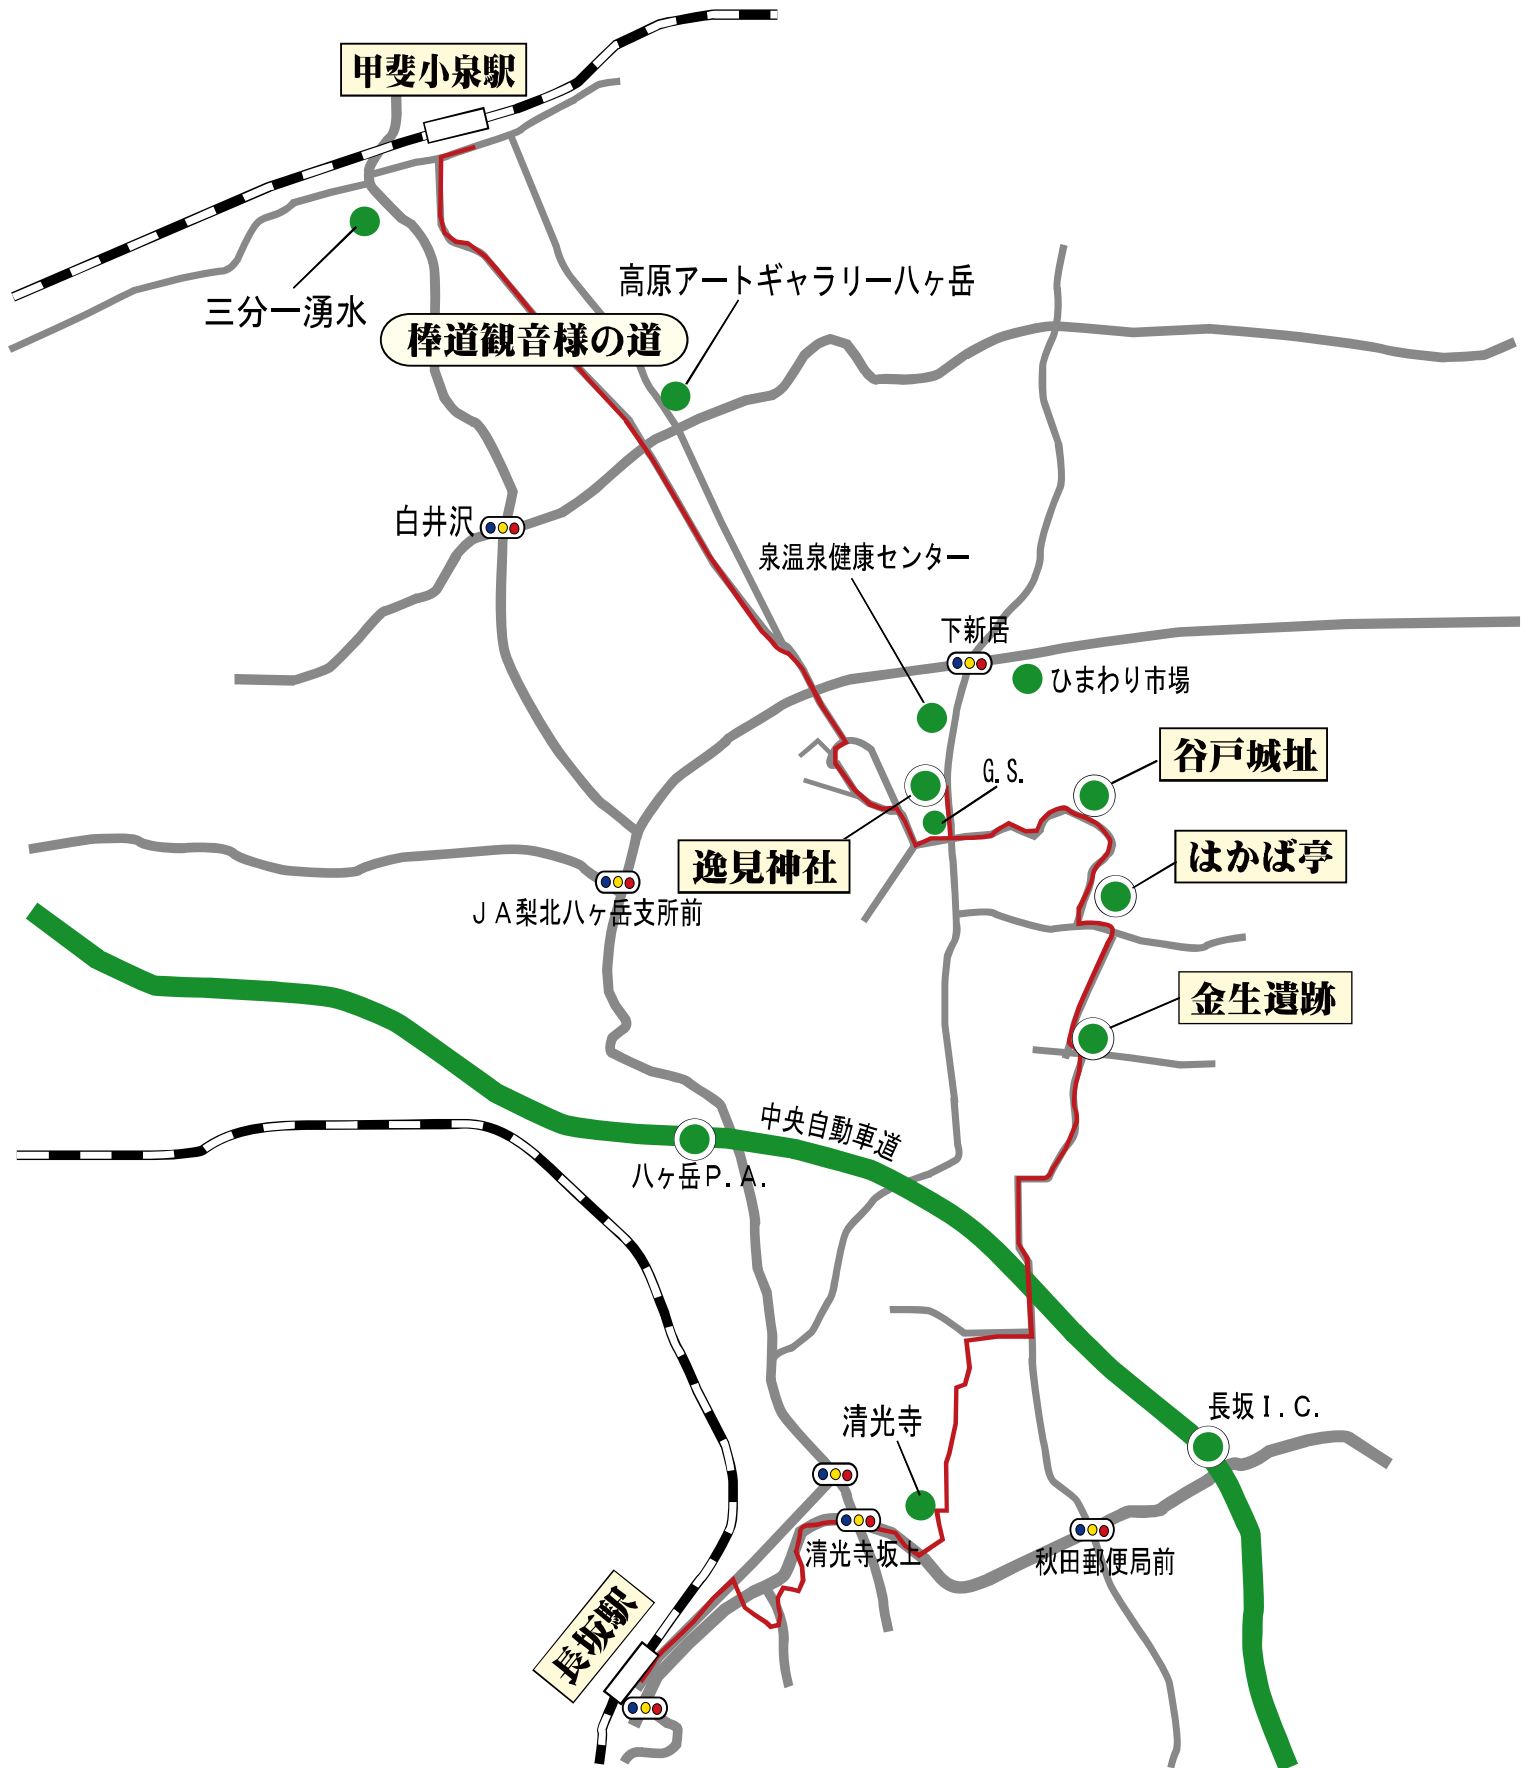 甲斐小泉駅
三分一湧水
高原アートギャラリー八ヶ岳
棒道観音様の道
白井沢
泉温泉健康センター
下新居
ひまわり市場
谷戸城址
G.S.
逸見神社
はかば亭
ＪＡ梨北八ヶ岳支所前
金生遺跡
中央自動車道
八ヶ岳Ｐ.Ａ.
長坂Ｉ.Ｃ.
清光寺
清光寺坂上
秋田郵便局前
長坂駅